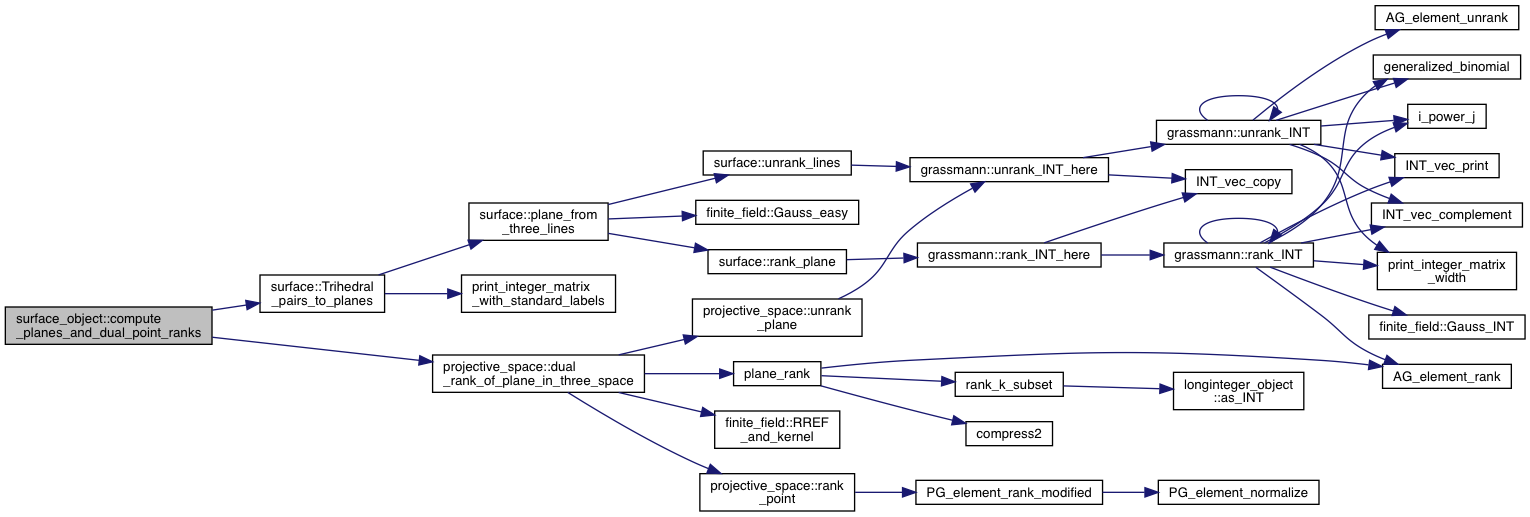 surface_object::compute
_planes_and_dual_point_ranks
surface::Trihedral
_pairs_to_planes
projective_space::dual
_rank_of_plane_in_three_space
surface::plane_from
_three_lines
print_integer_matrix
_with_standard_labels
surface::unrank_lines
finite_field::Gauss_easy
surface::rank_plane
projective_space::unrank
_plane
plane_rank
finite_field::RREF
_and_kernel
projective_space::rank
_point
grassmann::unrank_INT_here
grassmann::rank_INT_here
rank_k_subset
compress2
PG_element_rank_modified
grassmann::unrank_INT
INT_vec_copy
grassmann::rank_INT
longinteger_object
::as_INT
PG_element_normalize
AG_element_unrank
generalized_binomial
i_power_j
INT_vec_print
INT_vec_complement
print_integer_matrix
_width
finite_field::Gauss_INT
AG_element_rank